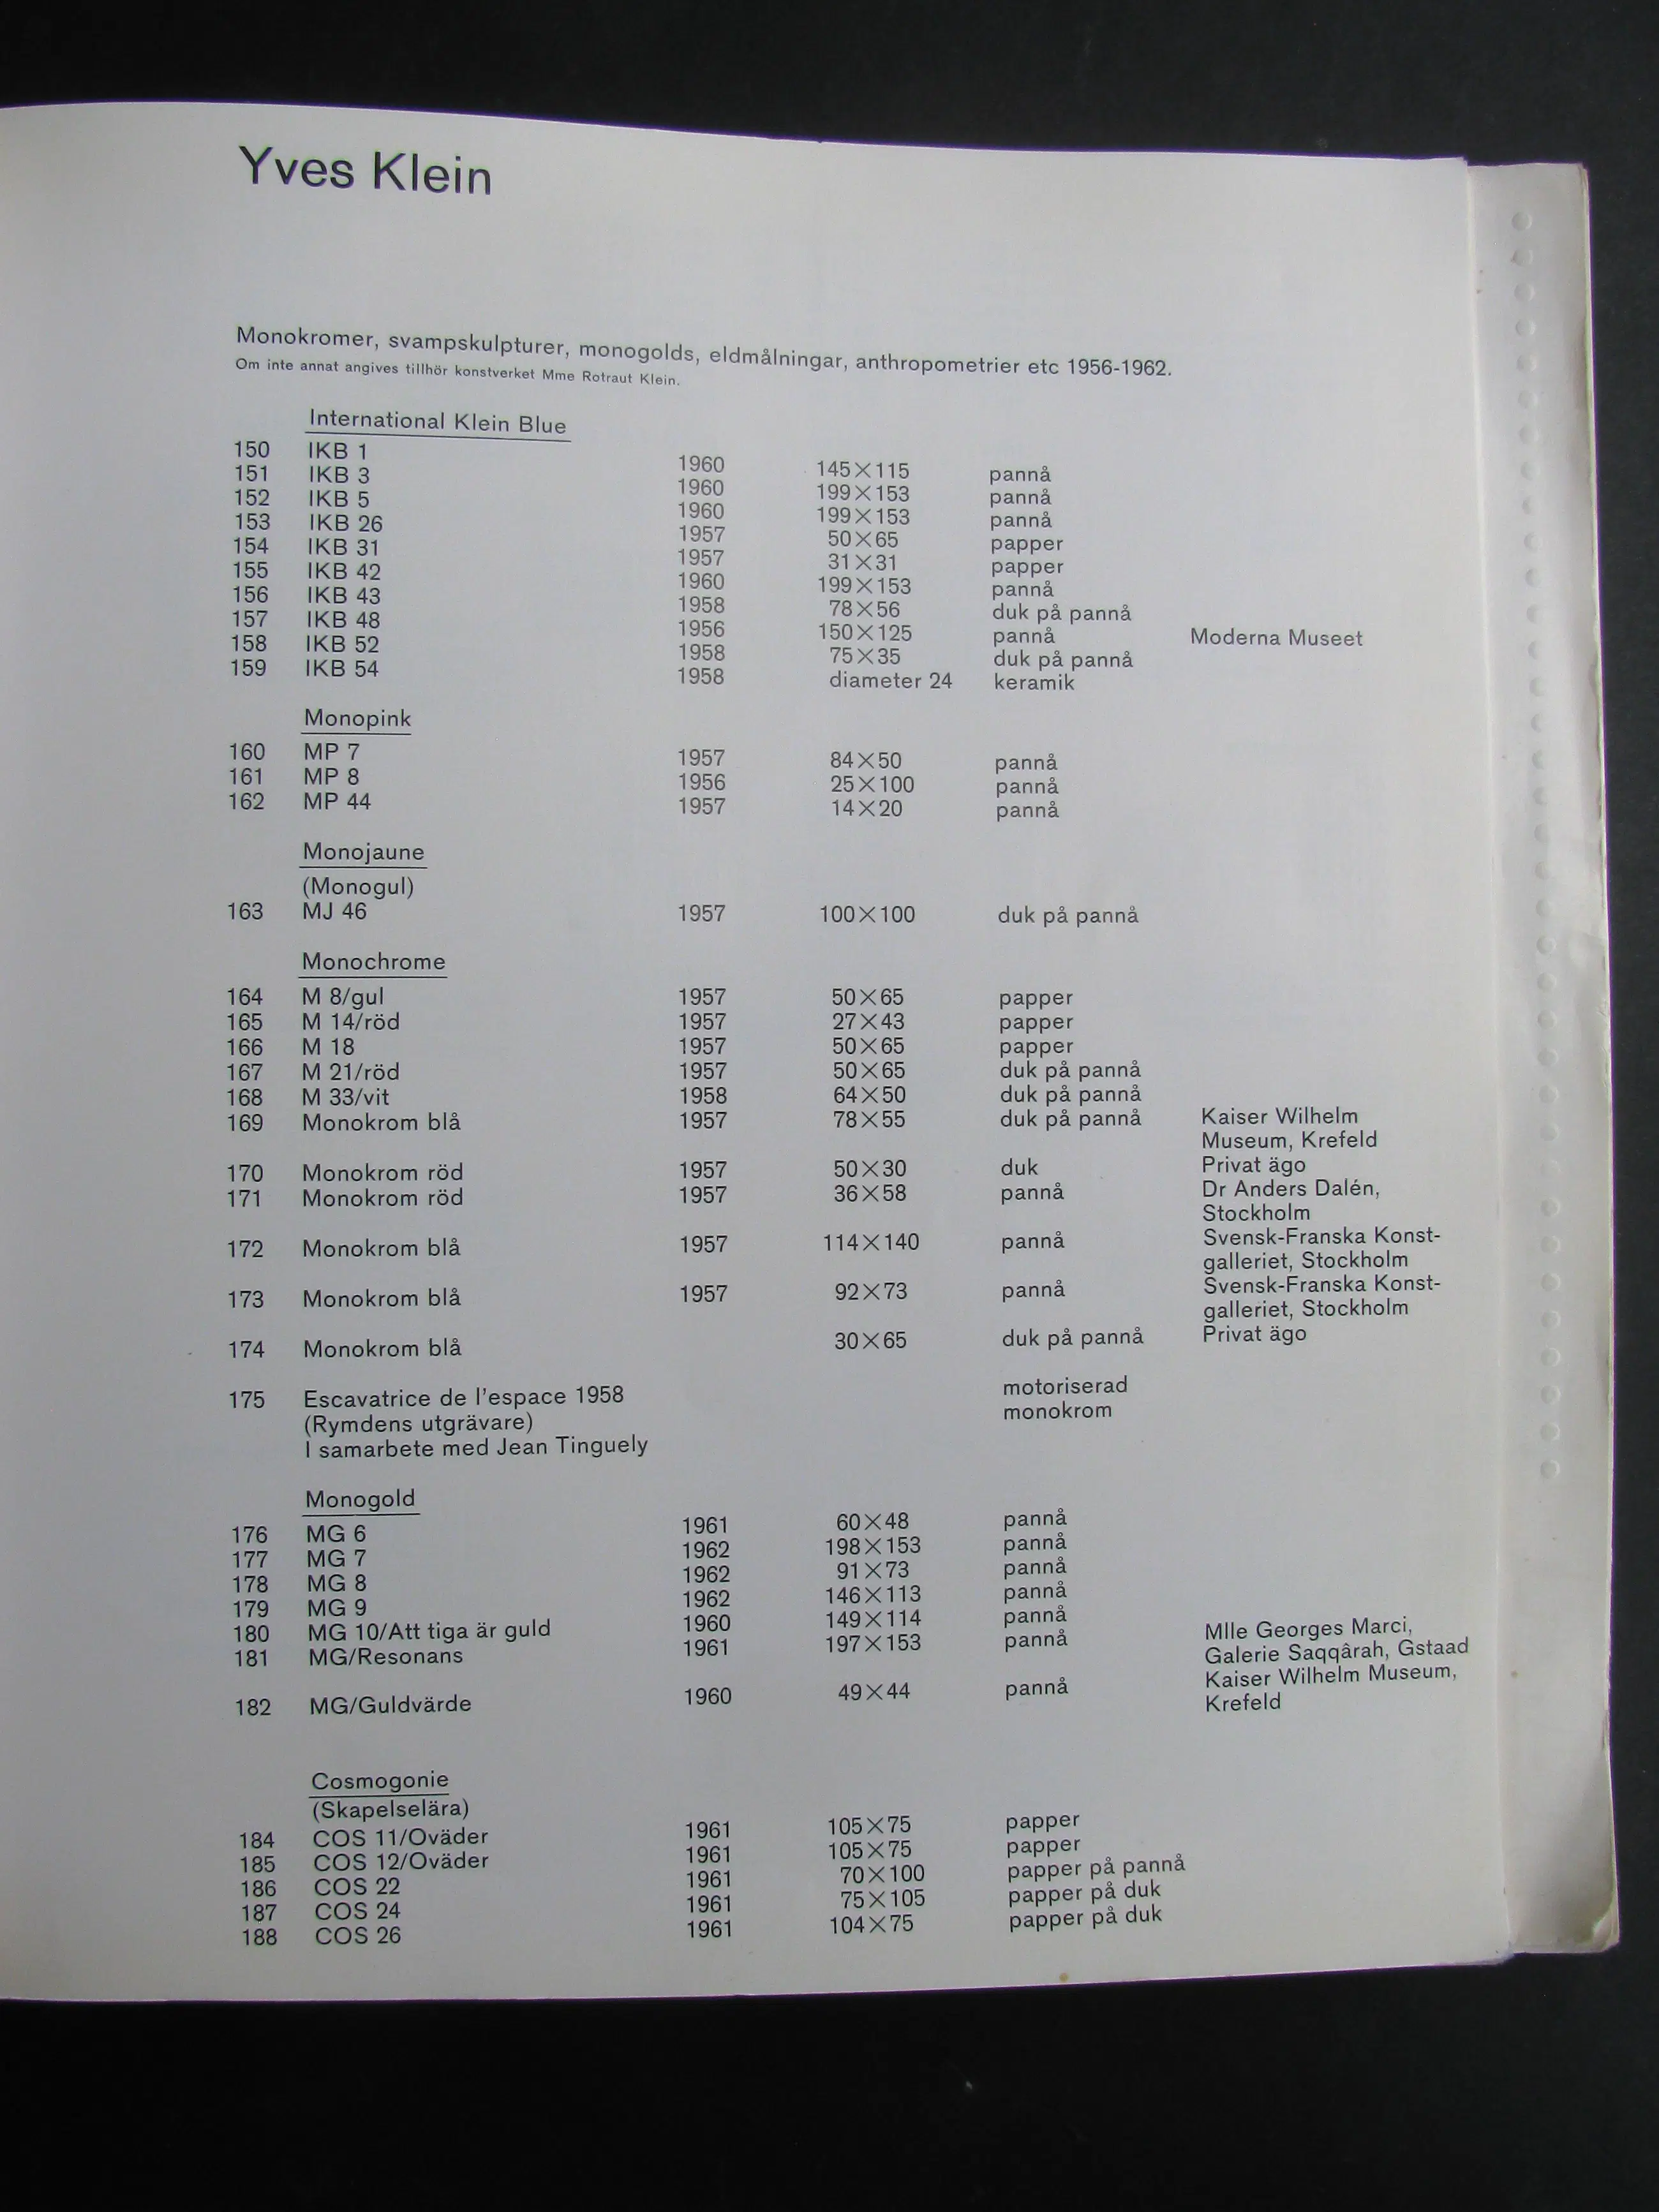 Yves Klein
Monokromer, svampskulpturer, monogolds, eldmålningar, anthropometrier etc 1956-1962.
Om inte annat angives tillhör konstverket Mme Rotraut Klein.
International Klein Blue
150 IKB 1 1960 145×115 pannå
151 IKB 3 1960 199×153 pannå
152 IKB 5 1960 199×153 pannå
153 IKB 26 1957 50×65 papper
154 IKB 31 1957 31×31 papper
155 IKB 42 1960 199×153 pannå
156 IKB 43 1958 78×56 duk på pannå
157 IKB 48 1956 150×125 pannå Moderna Museet
158 IKB 52 1958 75×35 duk på pannå
159 IKB 54 1958 diameter 24 keramik
Monopink
160 MP 7 1957 84×50 pannå
161 MP 8 1956 25×100 pannå
162 MP 44 1957 14×20 pannå
Monojaune
(Monogul)
163 MJ 46 1957 100×100 duk på pannå
Monochrome
164 M 8/gul 1957 50×65 papper
165 M 14/röd 1957 27×43 papper
166 M 18 1957 50×65 papper
167 M 21/röd 1957 50×65 duk på pannå
168 M 33/vit 1958 64×50 duk på pannå
169 Monokrom blå 1957 78×55 duk på pannå Kaiser Wilhelm
Museum, Krefeld
170 Monokrom röd 1957 50×30 duk Privat ägo
171 Monokrom röd 1957 36×58 pannå Dr Anders Dalén,
Stockholm
172 Monokrom blå 1957 114×140 pannå Svensk-Franska Konst-
galleriet, Stockholm
173 Monokrom blå 1957 92×73 pannå Svensk-Franska Konst-
galleriet, Stockholm
174 Monokrom blå 30×65 duk på pannå Privat ägo
175 Escavatrice de l'espace 1958 motoriserad
(Rymdens utgrävare) monokrom
I samarbete med Jean Tinguely
Monogold
176 MG 6 1961 60×48 pannå
177 MG 7 1962 198×153 pannå
178 MG 8 1962 91×73 pannå
179 MG 9 1962 146×113 pannå
180 MG 10/Att tiga är guld 1960 149×114 pannå Mlle Georges Marci,
181 MG/Resonans 1961 197×153 pannå Galerie Saqqârah, Gstaad
Kaiser Wilhelm Museum,
182 MG/Guldvärde 1960 49×44 pannå Krefeld
Cosmogonie
(Skapelselära)
184 COS 11/Oväder 1961 105×75 papper
185 COS 12/Oväder 1961 105×75 papper
186 COS 22 1961 70×100 papper på pannå
187 COS 24 1961 75×105 papper på duk
188 COS 26 1961 104×75 papper på duk